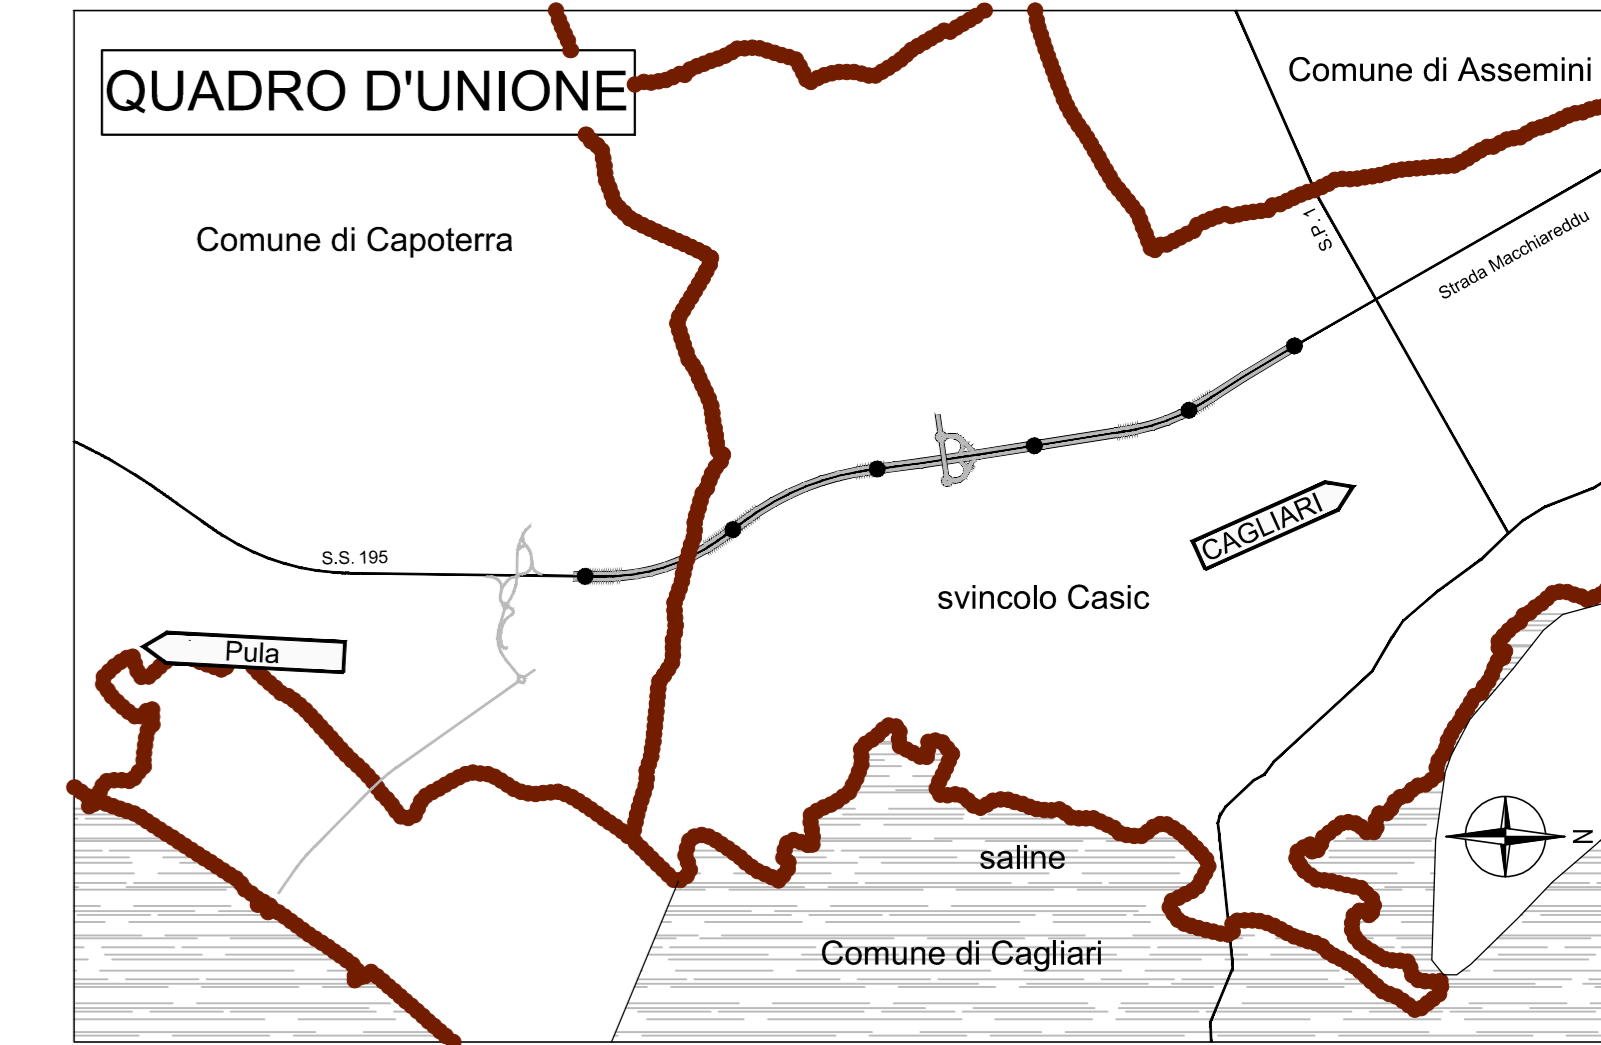 QUADRO D'UNIONE
Comune di Assemini
Comune di Capoterra
S.P. 1
Strada Macchiareddu
CAGLIARI
S.S. 195
svincolo Casic
Pula
N
saline
Comune di Cagliari